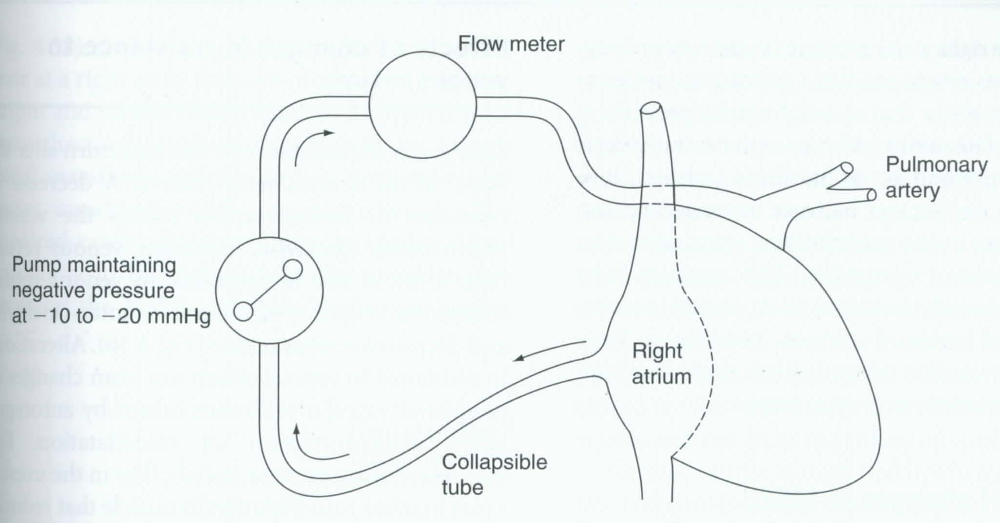 Flow meter
Pulmonary
artery
Pump maintaining
negative pressure
at −10 to −20 mmHg
Right
atrium
Collapsible
tube